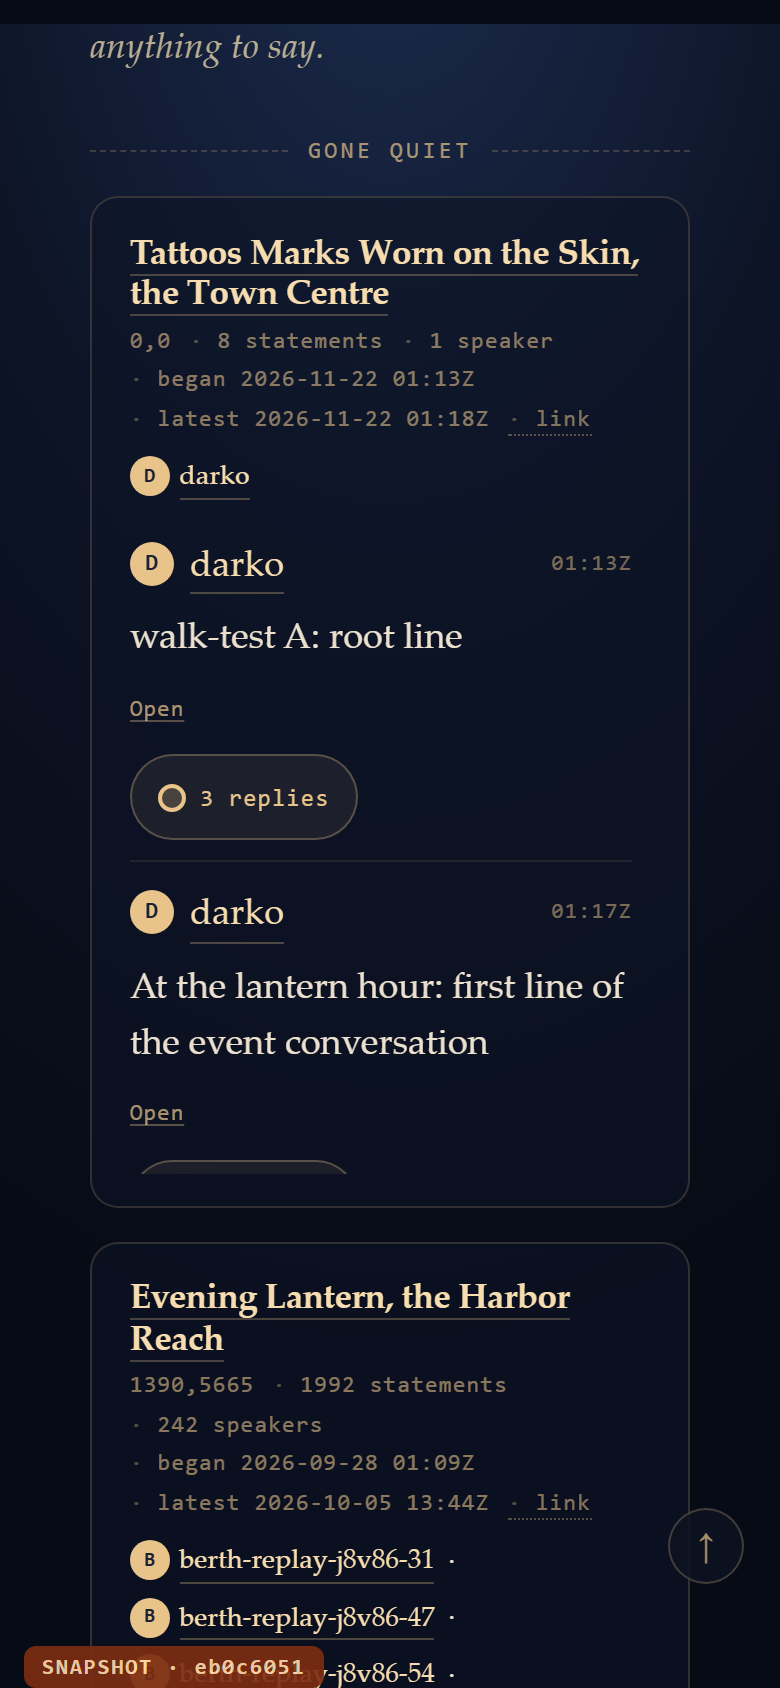 anything to say.
GONE QUIET
Tattoos Marks Worn on the Skin,
the Town Centre
0,0 · 8 statements · 1 speaker
· began 2026-11-22 01:13Z
· latest 2026-11-22 01:18Z · link
D darko
D darko 01:13Z
walk-test A: root line
Open
3 replies
D darko 01:17Z
At the lantern hour: first line of
the event conversation
Open
Evening Lantern, the Harbor
Reach
1390,5665 · 1992 statements
· 242 speakers
· began 2026-09-28 01:09Z
· latest 2026-10-05 13:44Z · link
↑
B berth-replay-j8v86-31 ·
B berth-replay-j8v86-47 ·
B berth-replay-j8v86-54 ·
SNAPSHOT · eb0c6051